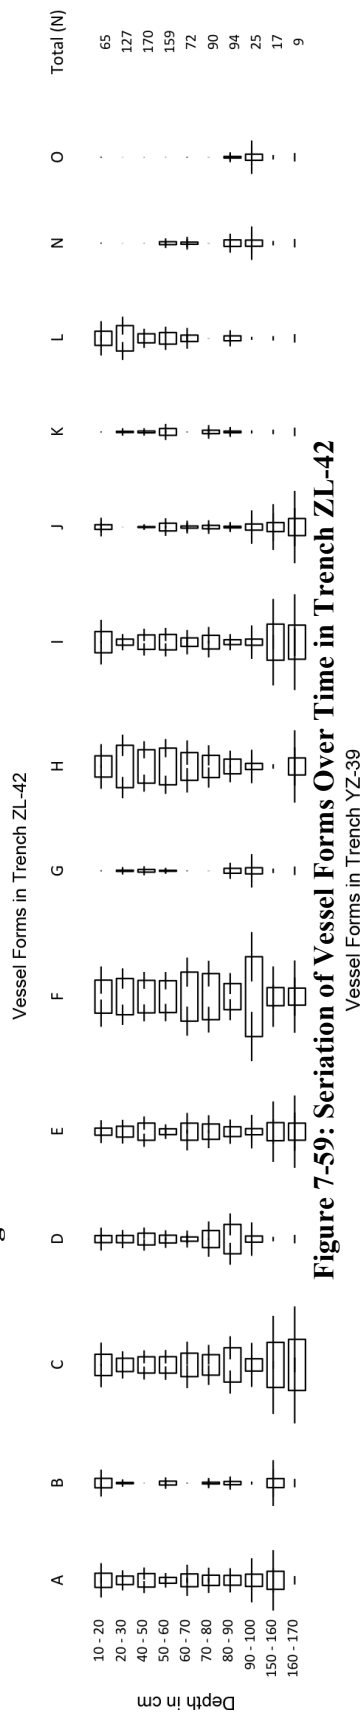 Vessel Forms in Trench ZL-42
A B C D E F G H I J K L N O Total (N)
Depth in cm
10 - 20 65
20 - 30 127
40 - 50 170
50 - 60 159
60 - 70 72
70 - 80 90
80 - 90 94
90 - 100 25
150 - 160 17
160 - 170 9
Figure 7-59: Seriation of Vessel Forms Over Time in Trench ZL-42
Vessel Forms in Trench YZ-39